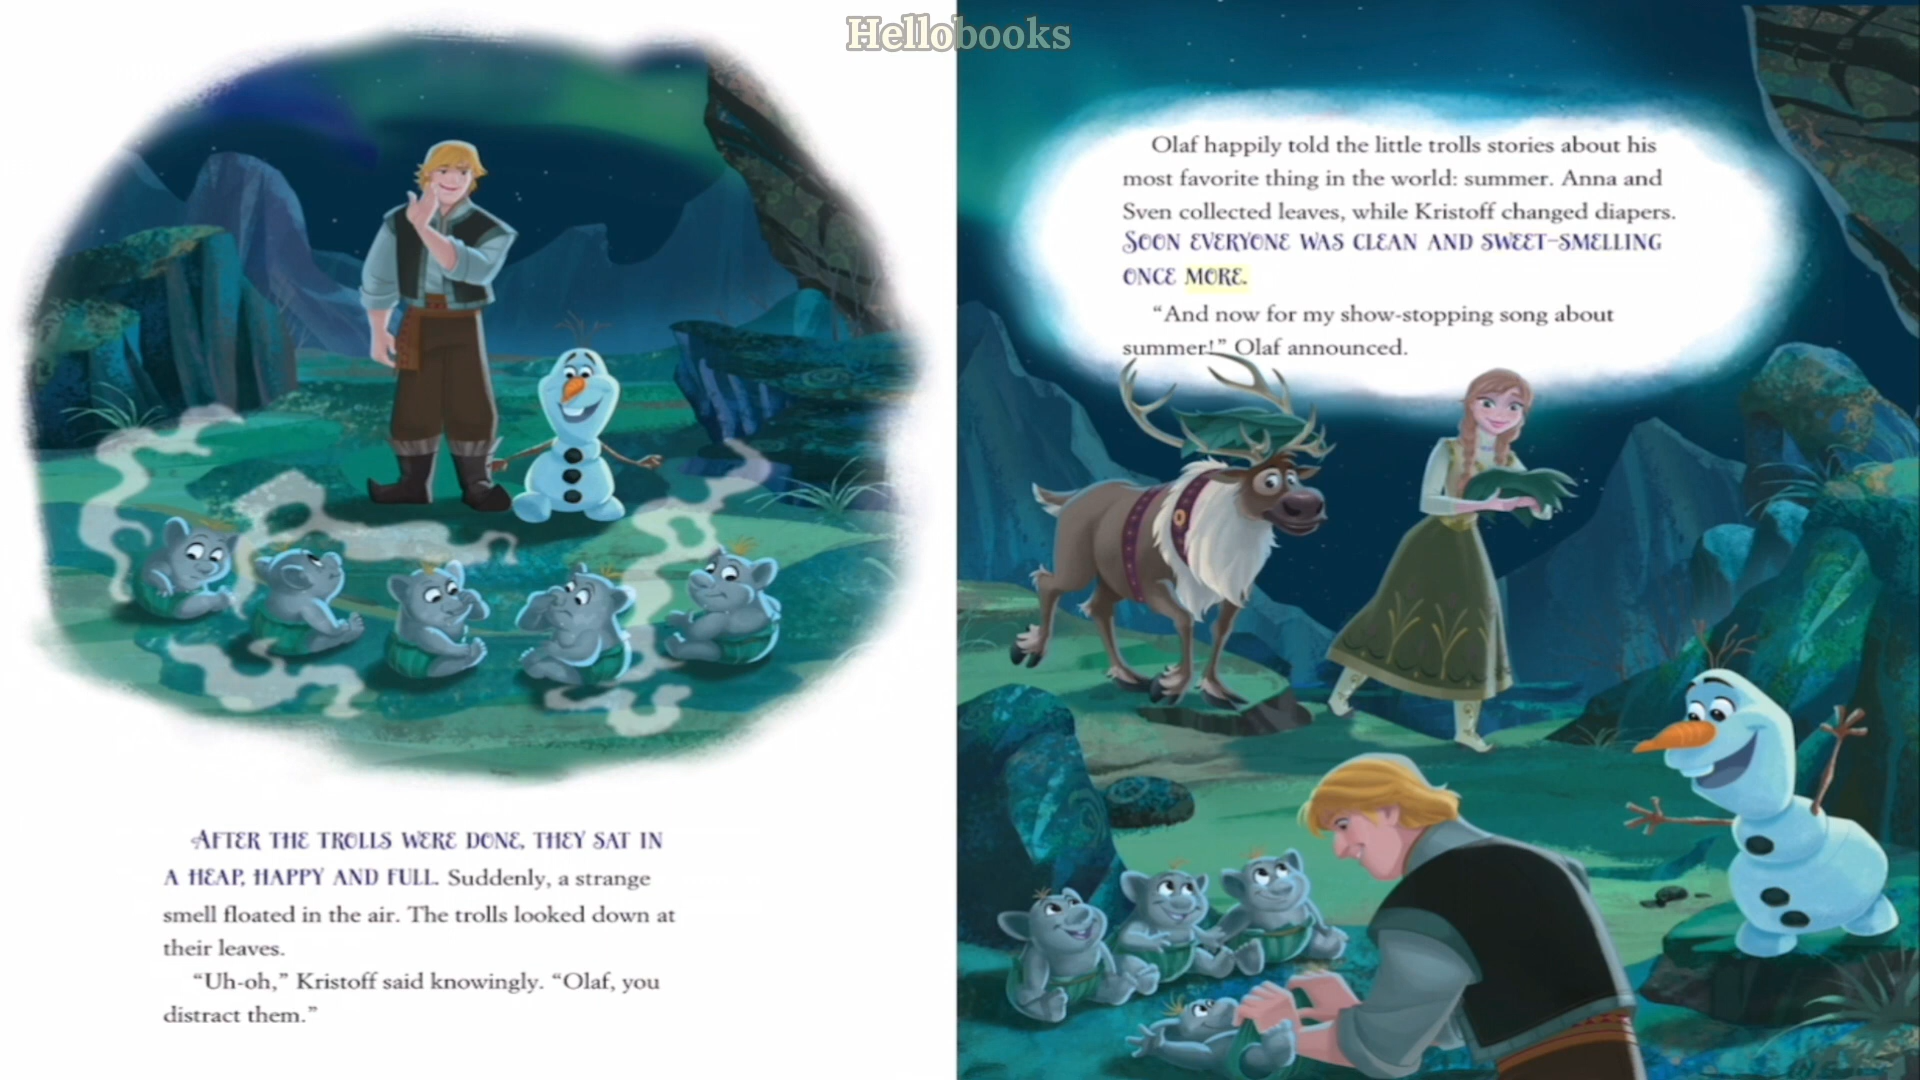 Hellobooks
AFTER THE TROLLS WERE DONE, THEY SAT IN
A HEAP, HAPPY AND FULL. Suddenly, a strange
smell floated in the air. The trolls looked down at
their leaves.
“Uh-oh,” Kristoff said knowingly. “Olaf, you
distract them.”
Olaf happily told the little trolls stories about his
most favorite thing in the world: summer. Anna and
Sven collected leaves, while Kristoff changed diapers.
SOON EVERYONE WAS CLEAN AND SWEET-SMELLING
ONCE MORE.
“And now for my show-stopping song about
summer!” Olaf announced.